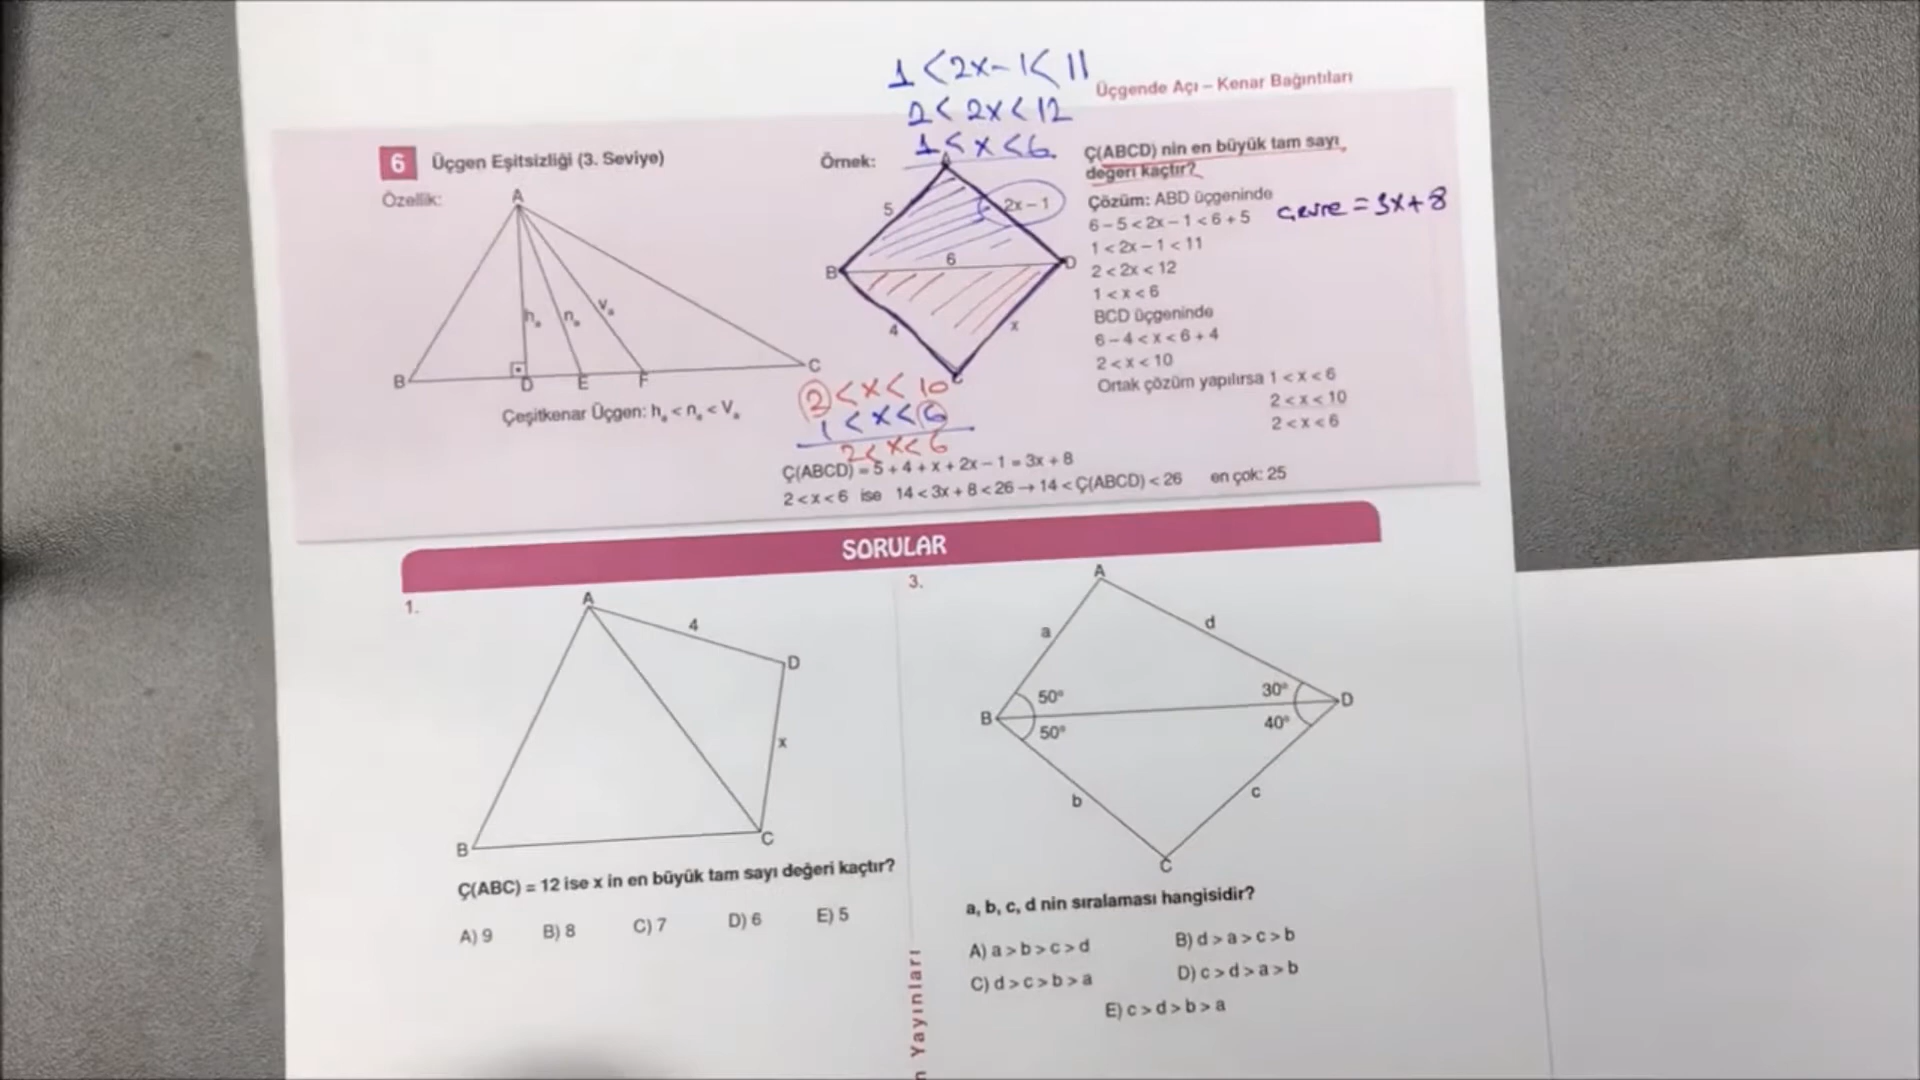 1 < 2x - 1 < 11
2 < 2x < 12
1 < x < 6
Üçgende Açı – Kenar Bağıntıları
6 Üçgen Eşitsizliği (3. Seviye)
Özellik:
A
hₐ nₐ Vₐ
B D E F C
Çeşitkenar Üçgen: hₐ < nₐ < Vₐ
Örnek:
A
5 2x – 1
B 6 D
4 x
C
2 < x < 10
1 < x < 6
2 < x < 6
Ç(ABCD) nin en büyük tam sayı
değeri kaçtır?
Çözüm: ABD üçgeninde
Çevre = 3x + 8
6 – 5 < 2x – 1 < 6 + 5
1 < 2x – 1 < 11
2 < 2x < 12
1 < x < 6
BCD üçgeninde
6 – 4 < x < 6 + 4
2 < x < 10
Ortak çözüm yapılırsa 1 < x < 6
2 < x < 10
2 < x < 6
Ç(ABCD) = 5 + 4 + x + 2x – 1 = 3x + 8
2 < x < 6 ise 14 < 3x + 8 < 26 → 14 < Ç(ABCD) < 26 en çok: 25
SORULAR
1.
A
4
D
x
B C
Ç(ABC) = 12 ise x in en büyük tam sayı değeri kaçtır?
A) 9 B) 8 C) 7 D) 6 E) 5
3.
A
a d
50° 30°
B D
50° 40°
b c
C
a, b, c, d nin sıralaması hangisidir?
A) a > b > c > d B) d > a > c > b
C) d > c > b > a D) c > d > a > b
E) c > d > b > a
n Yayınları